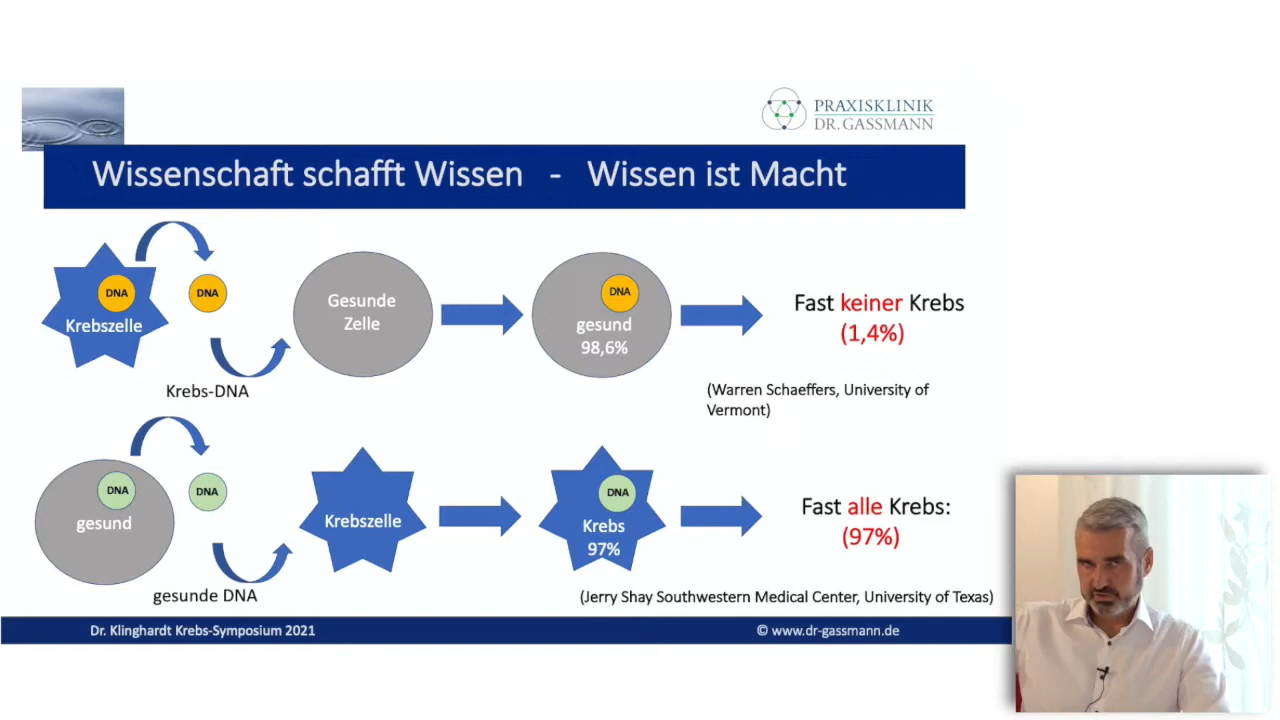 PRAXISKLINIK
DR. GASSMANN
Wissenschaft schafft Wissen - Wissen ist Macht
DNA
Krebszelle
DNA
Krebs-DNA
Gesunde
Zelle
DNA
gesund
98,6%
Fast keiner Krebs
(1,4%)
(Warren Schaeffers, University of
Vermont)
DNA
gesund
DNA
gesunde DNA
Krebszelle
DNA
Krebs
97%
Fast alle Krebs:
(97%)
(Jerry Shay Southwestern Medical Center, University of Texas)
Dr. Klinghardt Krebs-Symposium 2021
© www.dr-gassmann.de